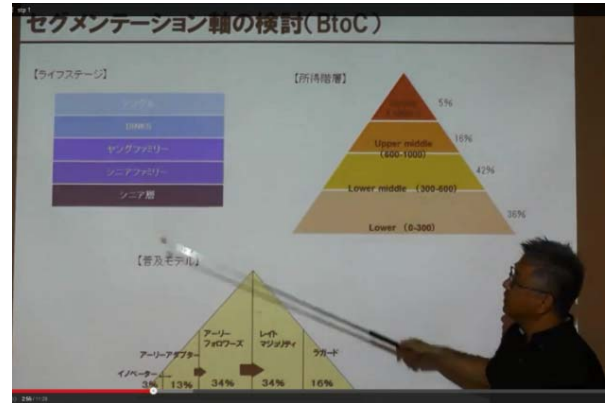 セグメンテーション軸の検討(BtoC)
【ライフステージ】
シングル
DINKS
ヤングファミリー
シニアファミリー
シニア層
【所得階層】
5%
Upper middle
(600-1000)
16%
Lower middle (300-600)
42%
Lower (0-300)
36%
【普及モデル】
イノベーター
アーリーアダプター
アーリー
フォロワーズ
レイト
マジョリティ
ラガード
3%
13%
34%
34%
16%